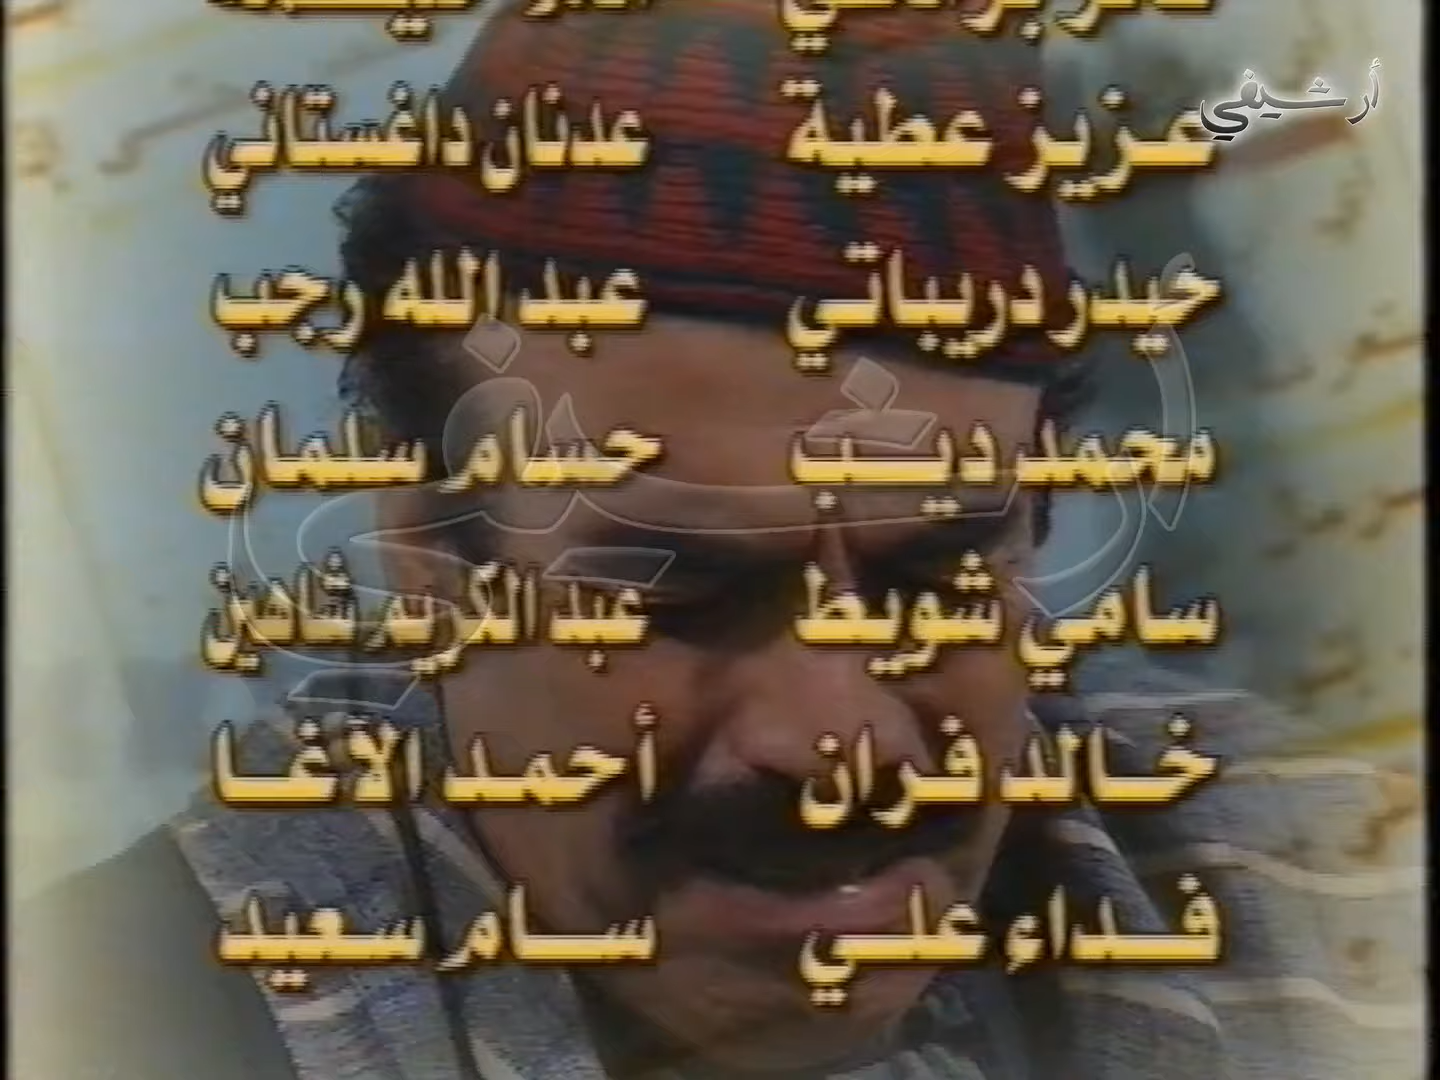 أرشيفي
عزيز عطية عدنان داغستاني
حيدر دريباتي عبد الله رجب
محمد ديب حسام سلمان
سامي شويط عبد الكريم شاهين
خالد فران أحمد الآغا
فداء علي سام سعيد
أرشيفي